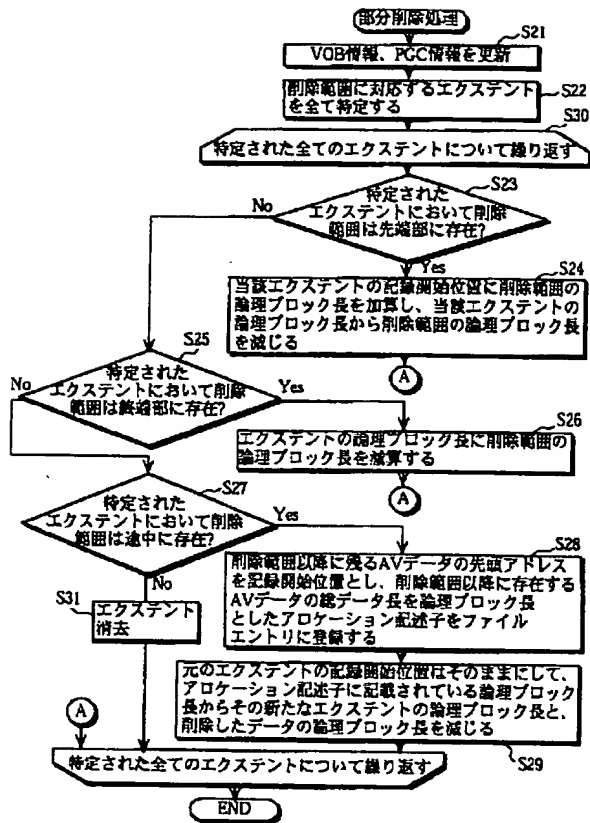 部分削除処理
S21
VOB情報、PGC情報を更新
S22
削除範囲に対応するエクステント
を全て特定する
S30
特定された全てのエクステントについて繰り返す
S23
特定された
エクステントにおいて削除
範囲は先端部に存在?
No
Yes
S24
当該エクステントの記録開始位置に削除範囲の
論理ブロック長を加算し、当該エクステントの
論理ブロック長から削除範囲の論理ブロック長
を減じる
A
S25
特定された
エクステントにおいて削除
範囲は終端部に存在?
No
Yes
S26
エクステントの論理ブロック長に削除範囲の
論理ブロック長を減算する
A
S27
特定された
エクステントにおいて削除
範囲は途中に存在?
Yes
No
S28
削除範囲以降に残るAVデータの先頭アドレス
を記録開始位置とし、削除範囲以降に存在する
AVデータの総データ長を論理ブロック長
としたアロケーション記述子をファイル
エントリに登録する
S31
エクステント
消去
元のエクステントの記録開始位置はそのままにして、
アロケーション記述子に記載されている論理ブロック
長からその新たなエクステントの論理ブロック長と、
削除したデータの論理ブロック長を減じる
S29
A
特定された全てのエクステントについて繰り返す
END